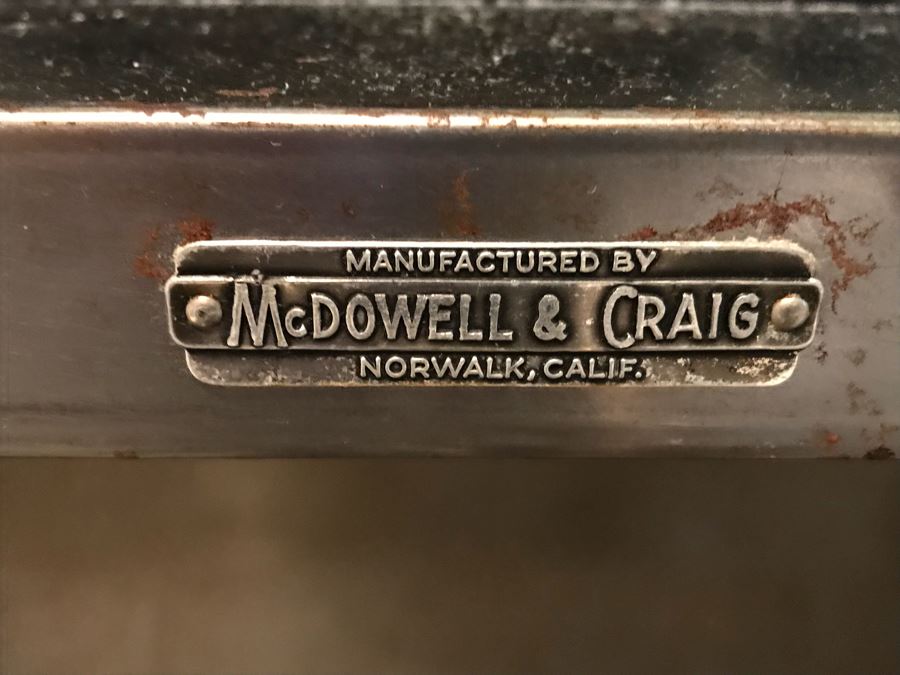 MANUFACTURED BY
McDOWELL & CRAIG
NORWALK, CALIF.